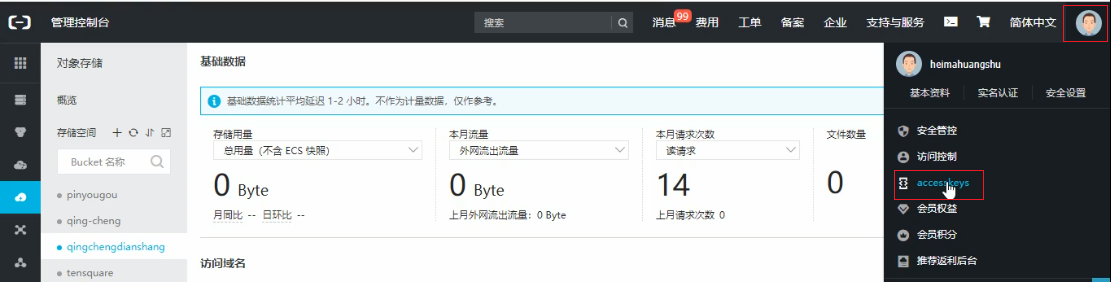 管理控制台 搜索 消息 99 费用 工单 备案 企业 支持与服务 简体中文
对象存储
概览
存储空间
Bucket 名称
pinyougou
qing-cheng
qingchengdianshang
tensquare
基础数据
基础数据统计平均延迟 1-2 小时。不作为计量数据，仅作参考。
存储用量 本月流量 本月请求次数 文件数量
总用量（不含 ECS 快照） 外网流出流量 读请求
0 Byte 0 Byte 14 0
月同比 -- 日环比 -- 上月外网流出流量：0 Byte 上月请求次数 0
访问域名
heimahuangshu
基本资料 实名认证 安全设置
安全管控
访问控制
accesskeys
会员权益
会员积分
推荐返利后台